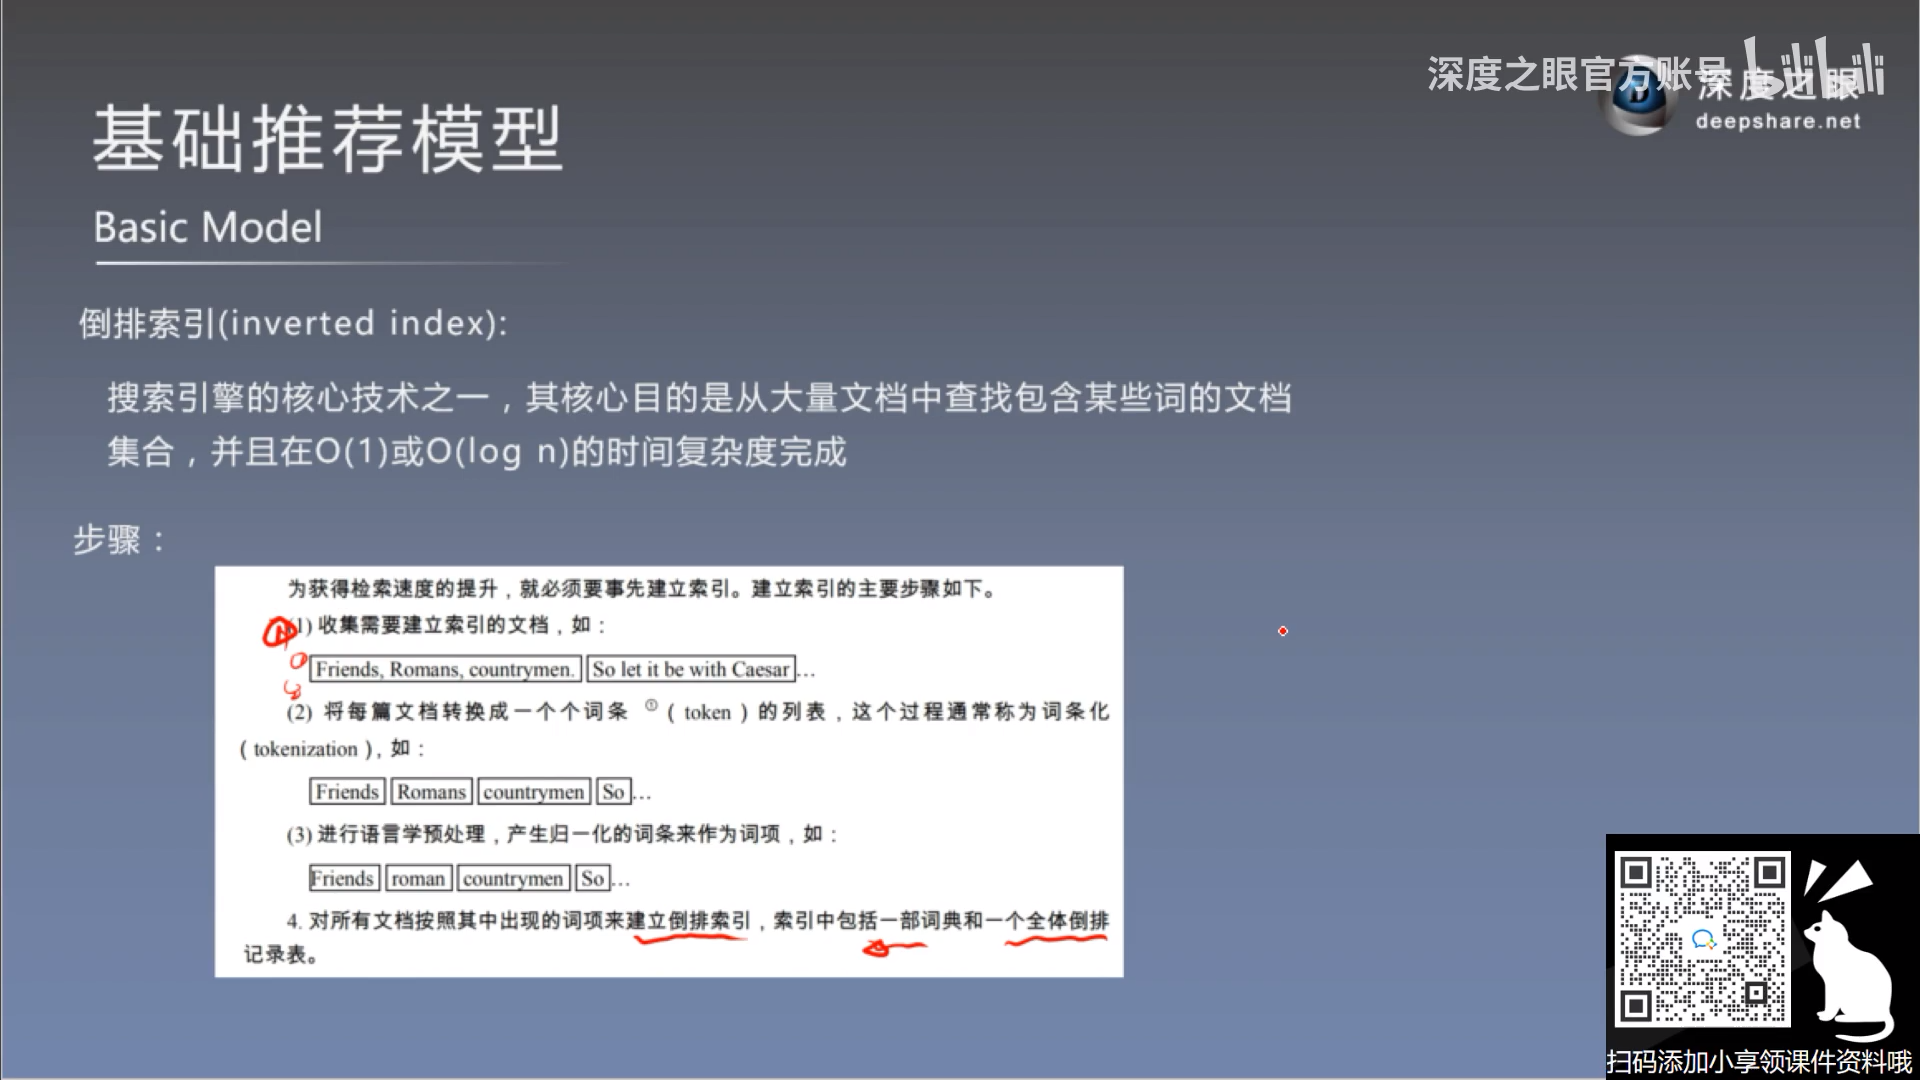 深度之眼官方账号 bilibili
深度之眼
deepshare.net
基础推荐模型
Basic Model
倒排索引(inverted index):
搜索引擎的核心技术之一，其核心目的是从大量文档中查找包含某些词的文档
集合，并且在O(1)或O(log n)的时间复杂度完成
步骤：
为获得检索速度的提升，就必须要事先建立索引。建立索引的主要步骤如下。
(1) 收集需要建立索引的文档，如：
Friends, Romans, countrymen. So let it be with Caesar …
(2) 将每篇文档转换成一个个词条 ①（token）的列表，这个过程通常称为词条化
（tokenization），如：
Friends Romans countrymen So …
(3) 进行语言学预处理，产生归一化的词条来作为词项，如：
Friends roman countrymen So …
4. 对所有文档按照其中出现的词项来建立倒排索引，索引中包括一部词典和一个全体倒排
记录表。
扫码添加小享领课件资料哦